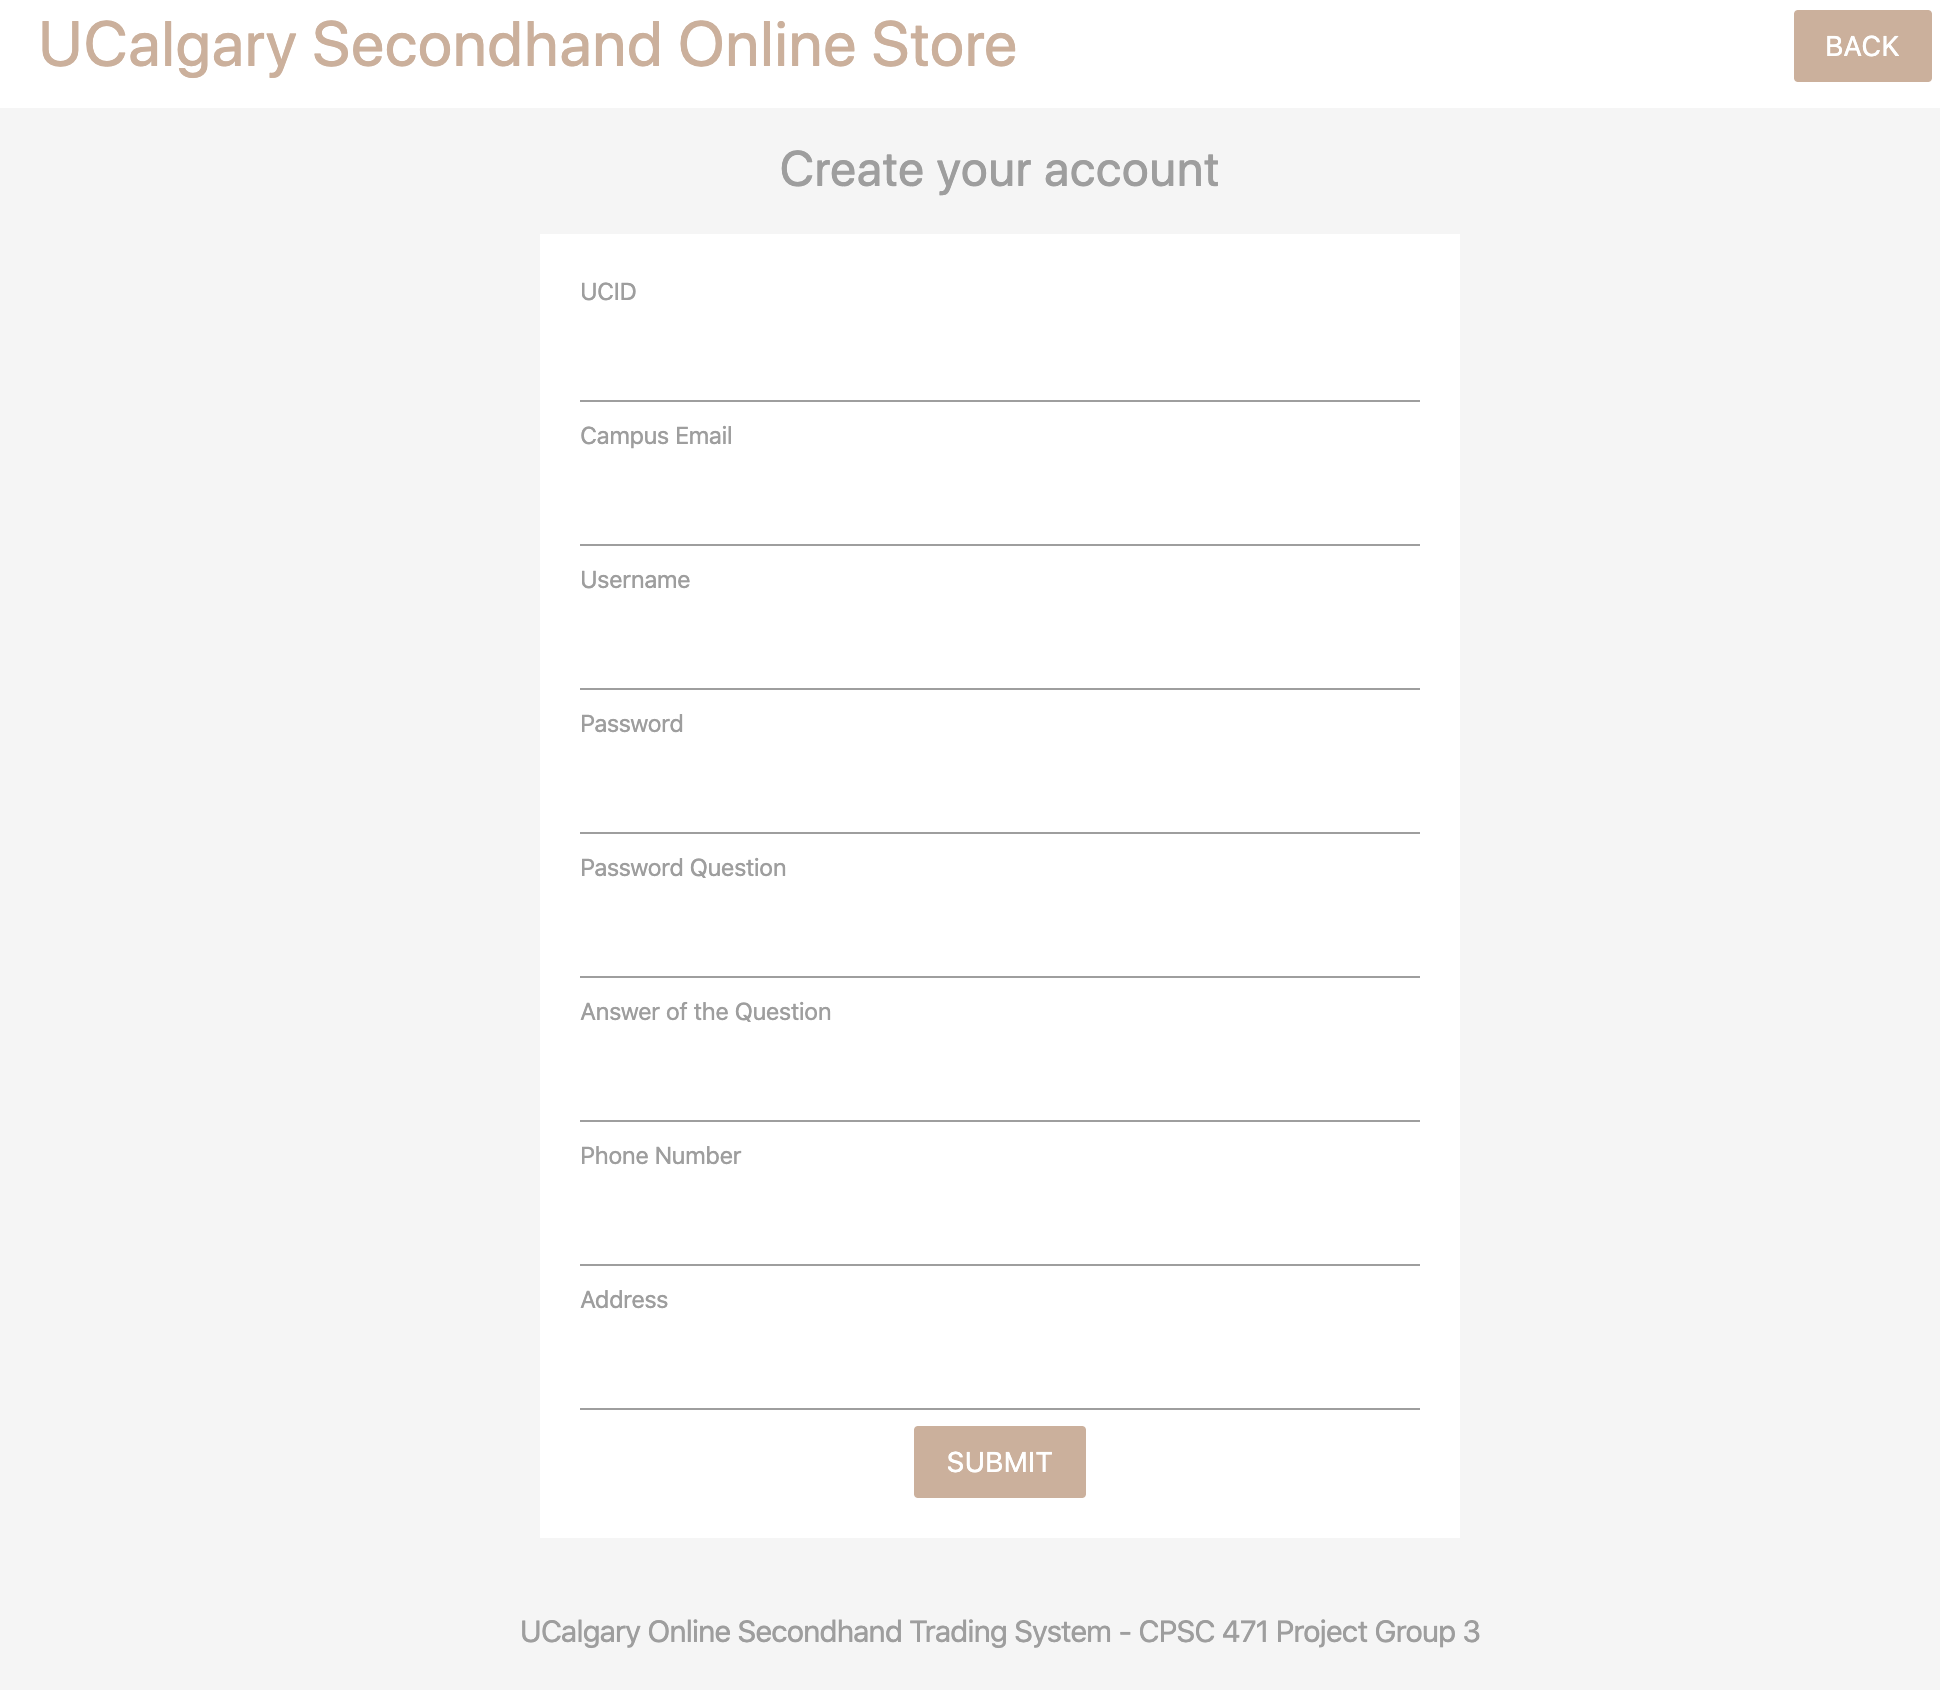 UCalgary Secondhand Online Store
BACK
Create your account
UCID
Campus Email
Username
Password
Password Question
Answer of the Question
Phone Number
Address
SUBMIT
UCalgary Online Secondhand Trading System - CPSC 471 Project Group 3